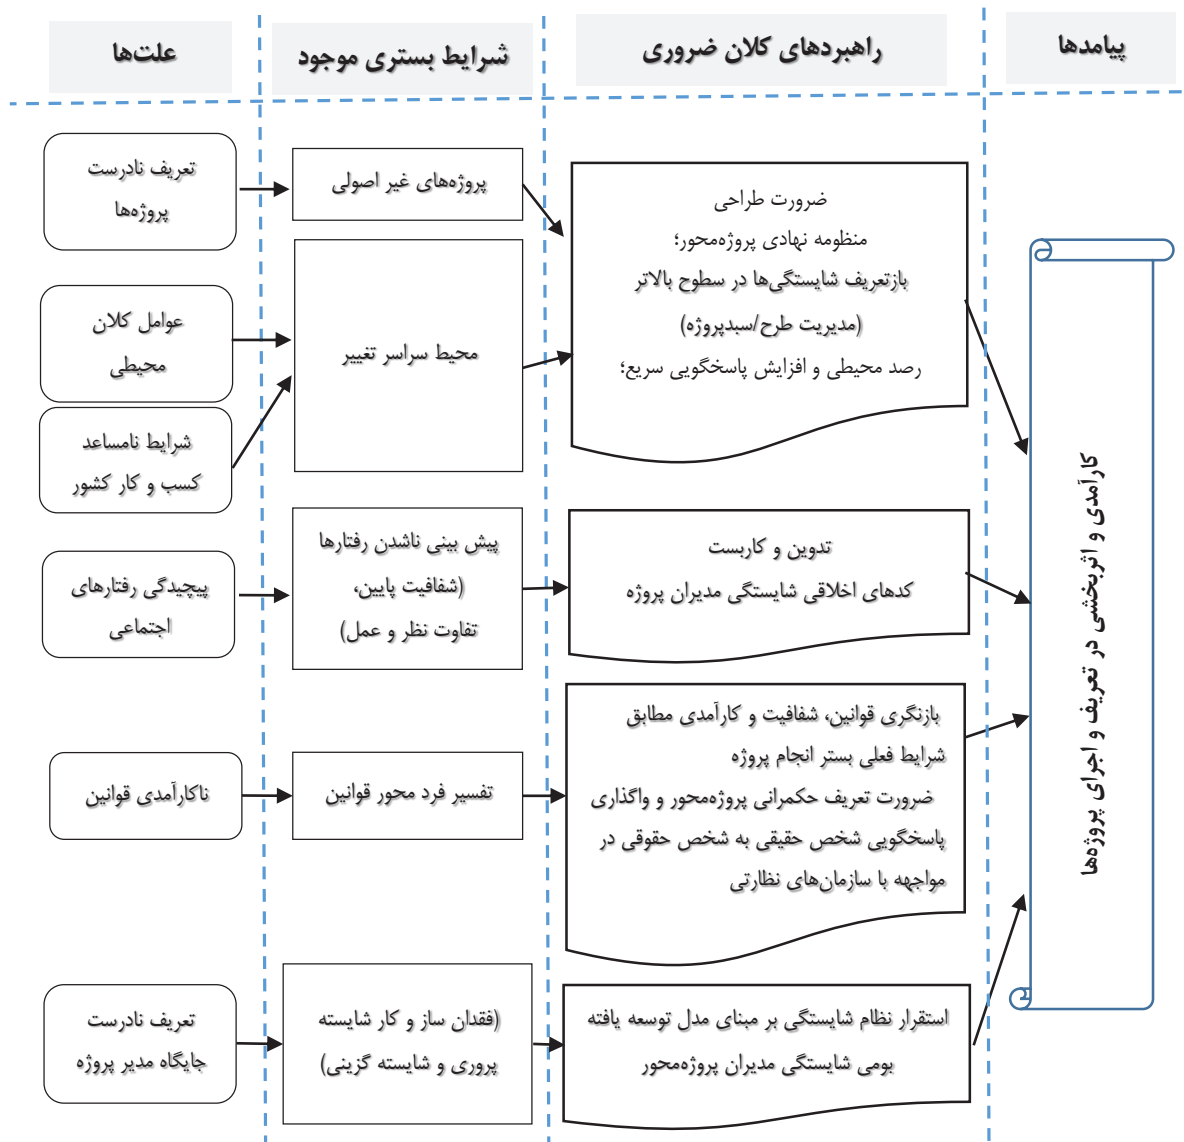 علت‌ها
شرایط بستری موجود
راهبردهای کلان ضروری
پیامدها
تعریف نادرست
پروژه‌ها
پروژه‌های غیر اصولی
ضرورت طراحی
منظومه نهادی پروژه‌محور؛
بازتعریف شایستگی‌ها در سطوح بالاتر
(مدیریت طرح/سبدپروژه)
رصد محیطی و افزایش پاسخگویی سریع؛
عوامل کلان
محیطی
محیط سراسر تغییر
شرایط نامساعد
کسب و کار کشور
پیچیدگی رفتارهای
اجتماعی
پیش بینی ناشدن رفتارها
(شفافیت پایین،
تفاوت نظر و عمل)
تدوین و کاربست
کدهای اخلاقی شایستگی مدیران پروژه
ناکارآمدی قوانین
تفسیر فرد محور قوانین
بازنگری قوانین، شفافیت و کارآمدی مطابق
شرایط فعلی بستر انجام پروژه
ضرورت تعریف حکمرانی پروژه‌محور و واگذاری
پاسخگویی شخص حقیقی به شخص حقوقی در
مواجهه با سازمان‌های نظارتی
تعریف نادرست
جایگاه مدیر پروژه
(فقدان ساز و کار شایسته
پروری و شایسته گزینی)
استقرار نظام شایستگی بر مبنای مدل توسعه یافته
بومی شایستگی مدیران پروژه‌محور
کارآمدی و اثربخشی در تعریف و اجرای پروژه‌ها